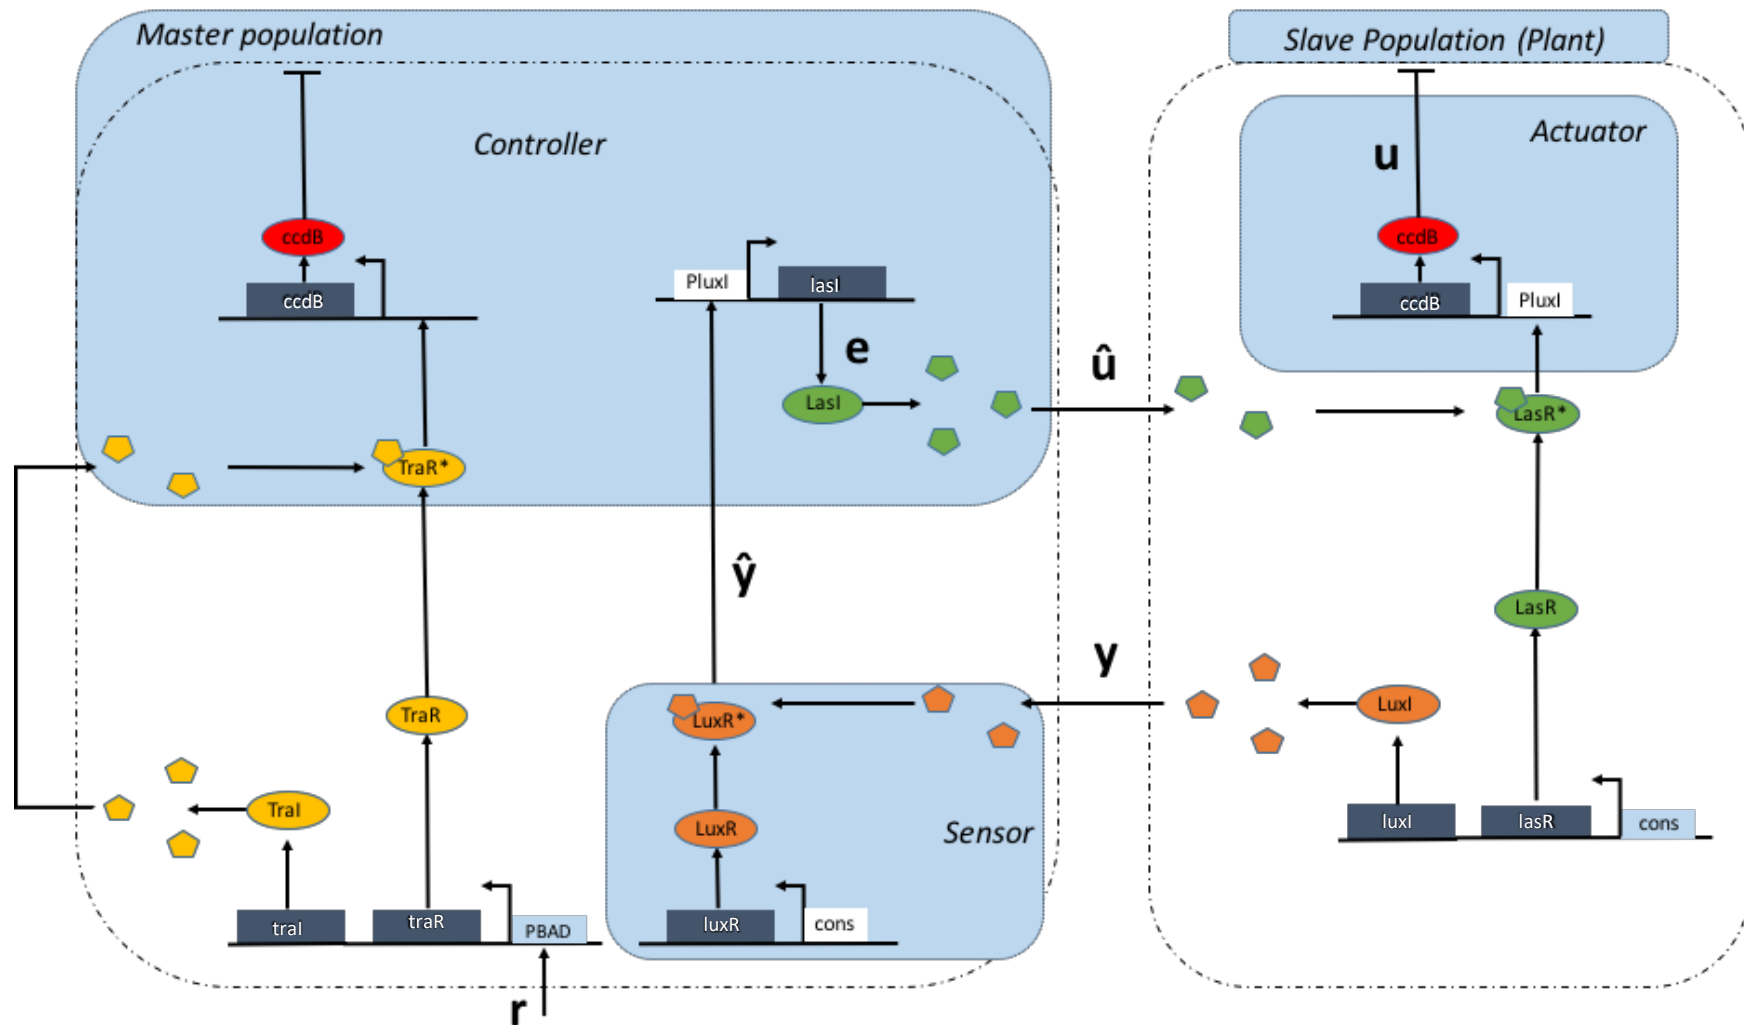 Master population
Slave Population (Plant)
Controller
Actuator
u
ccdB
ccdB
PluxI
lasI
ccdB
ccdB
PluxI
e
LasI
û
LasR*
TraR*
ŷ
LasR
y
TraR
LuxR*
LuxI
TraI
LuxR
Sensor
luxI
lasR
cons
traI
traR
PBAD
luxR
cons
r